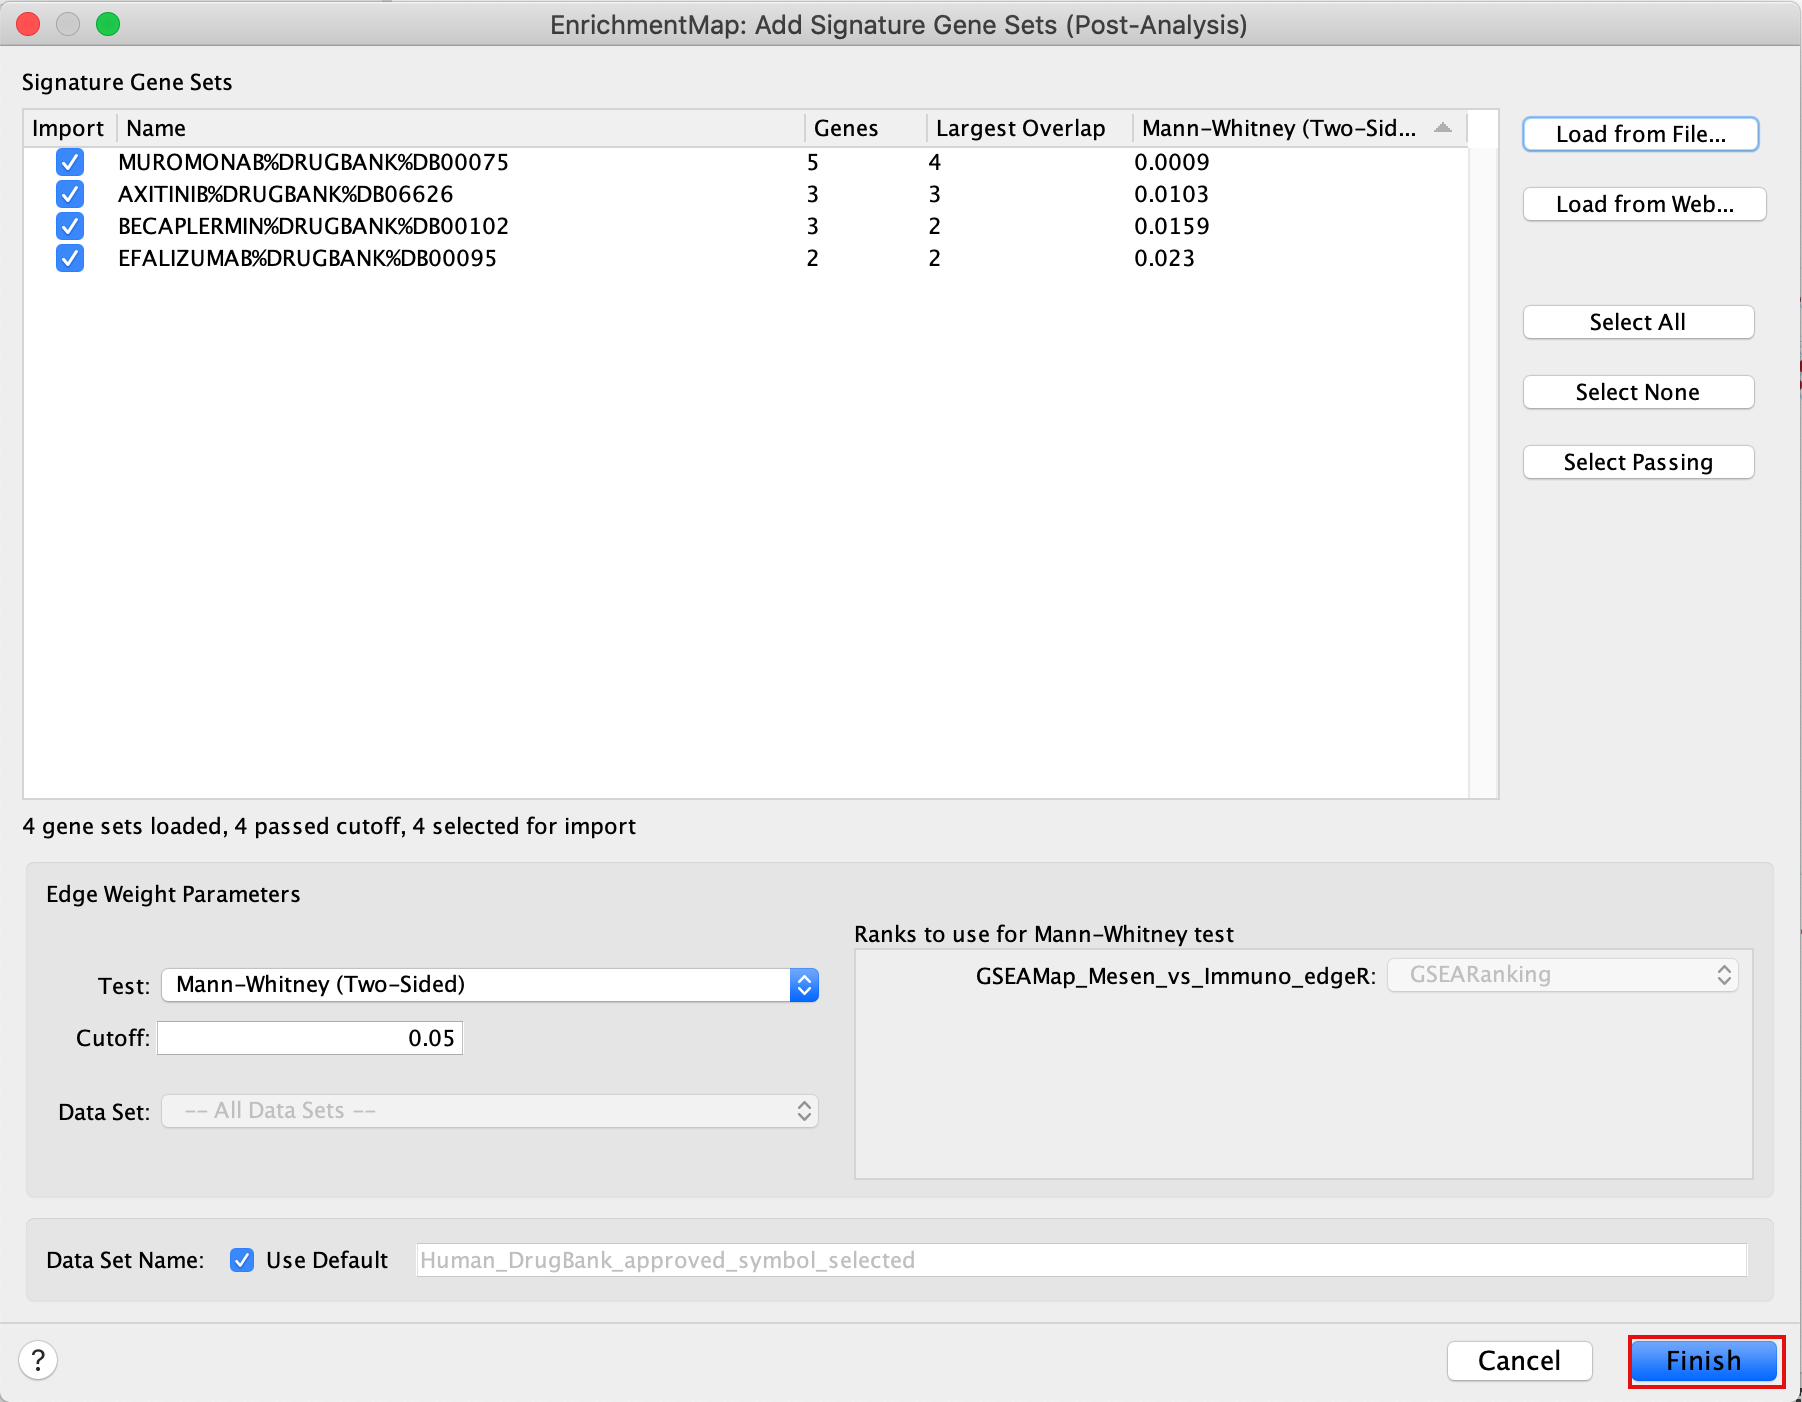 EnrichmentMap: Add Signature Gene Sets (Post-Analysis)
Signature Gene Sets
Import Name Genes Largest Overlap Mann-Whitney (Two-Sid...
MUROMONAB%DRUGBANK%DB00075 5 4 0.0009
AXITINIB%DRUGBANK%DB06626 3 3 0.0103
BECAPLERMIN%DRUGBANK%DB00102 3 2 0.0159
EFALIZUMAB%DRUGBANK%DB00095 2 2 0.023
Load from File...
Load from Web...
Select All
Select None
Select Passing
4 gene sets loaded, 4 passed cutoff, 4 selected for import
Edge Weight Parameters
Test: Mann-Whitney (Two-Sided)
Cutoff: 0.05
Data Set: -- All Data Sets --
Ranks to use for Mann-Whitney test
GSEAMap_Mesen_vs_Immuno_edgeR: GSEARanking
Data Set Name: Use Default Human_DrugBank_approved_symbol_selected
? Cancel Finish